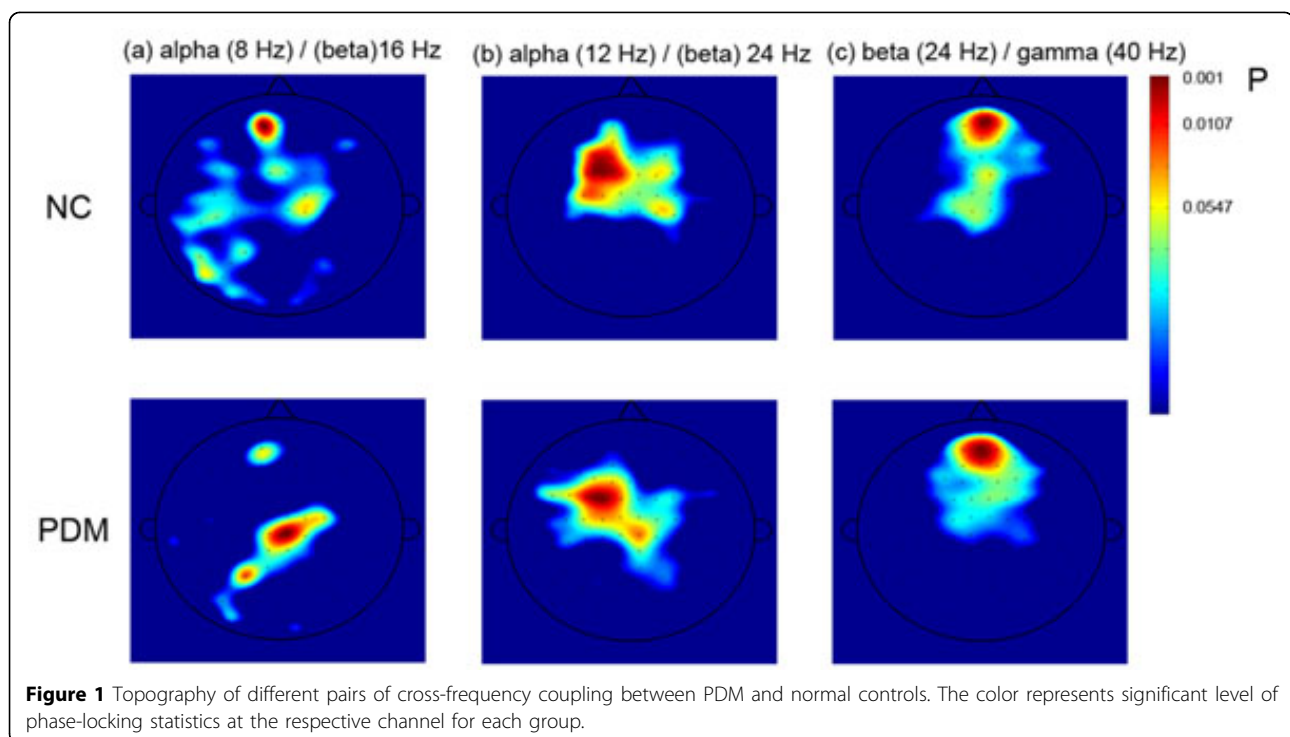 (a) alpha (8 Hz) / (beta)16 Hz
(b) alpha (12 Hz) / (beta) 24 Hz
(c) beta (24 Hz) / gamma (40 Hz)
P
0.001
0.0107
0.0547
NC
PDM
Figure 1 Topography of different pairs of cross-frequency coupling between PDM and normal controls. The color represents significant level of
phase-locking statistics at the respective channel for each group.